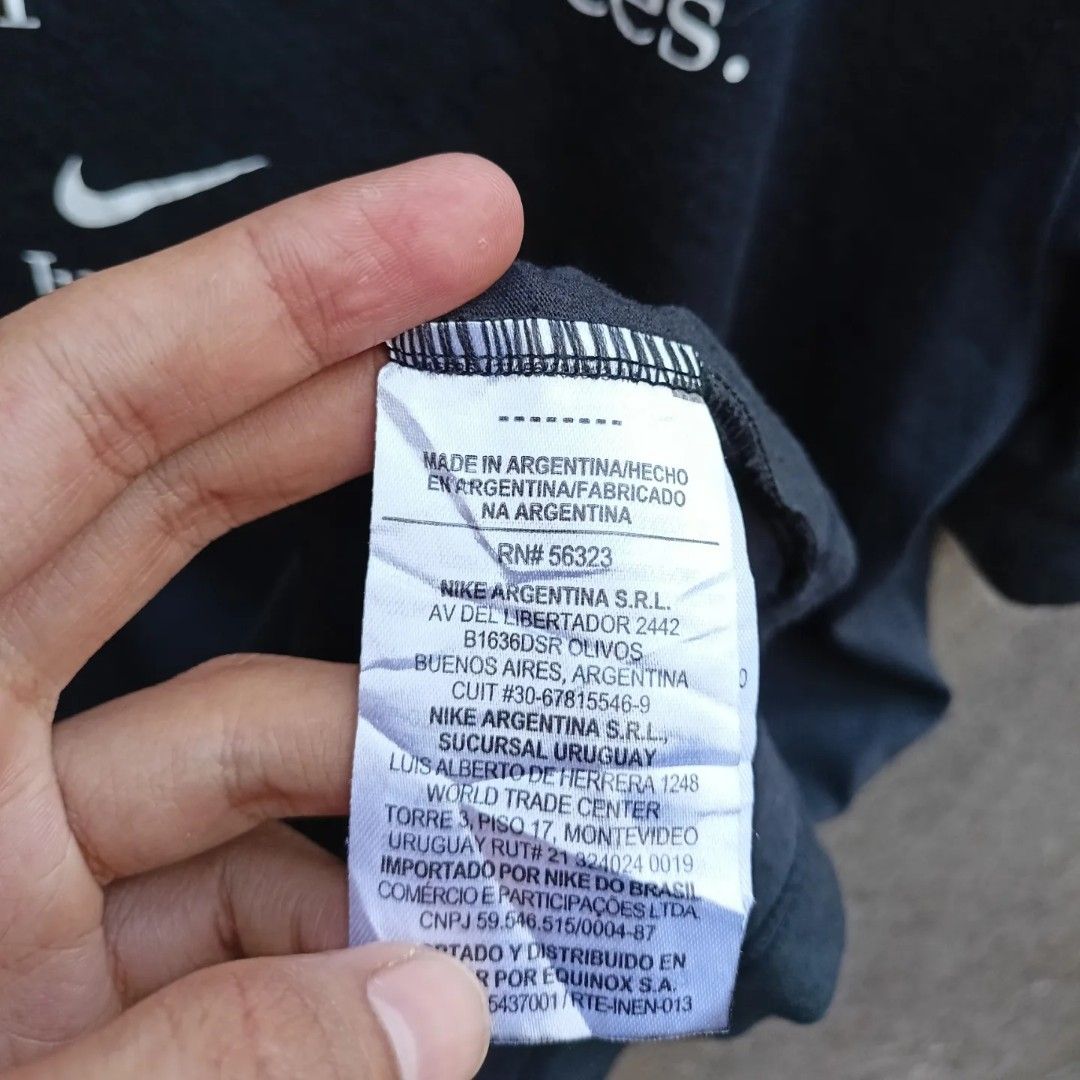 es.
MADE IN ARGENTINA/HECHO
EN ARGENTINA/FABRICADO
NA ARGENTINA
RN# 56323
NIKE ARGENTINA S.R.L.
AV DEL LIBERTADOR 2442
B1636DSR OLIVOS
BUENOS AIRES, ARGENTINA
CUIT #30-67815546-9
NIKE ARGENTINA S.R.L.,
SUCURSAL URUGUAY
LUIS ALBERTO DE HERRERA 1248
WORLD TRADE CENTER
TORRE 3, PISO 17, MONTEVIDEO
URUGUAY RUT# 21 324024 0019
IMPORTADO POR NIKE DO BRASIL
COMÉRCIO E PARTICIPAÇÕES LTDA.
CNPJ 59.546.515/0004-87
RTADO Y DISTRIBUIDO EN
R POR EQUINOX S.A.
5437001/RTE-INEN-013